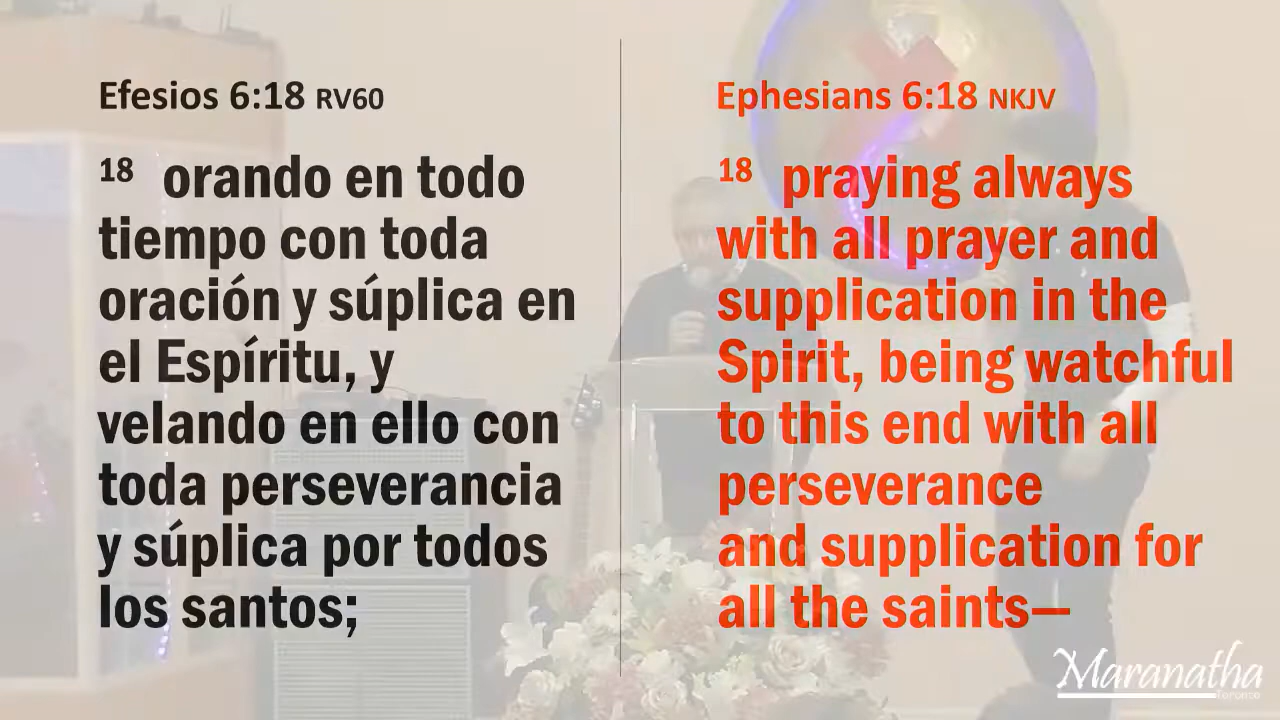 Efesios 6:18 RV60
18 orando en todo
tiempo con toda
oración y súplica en
el Espíritu, y
velando en ello con
toda perseverancia
y súplica por todos
los santos;
Ephesians 6:18 NKJV
18 praying always
with all prayer and
supplication in the
Spirit, being watchful
to this end with all
perseverance
and supplication for
all the saints—
Maranatha
Toronto